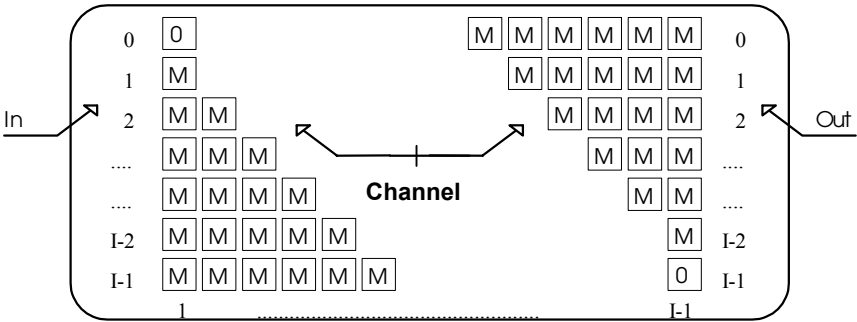 0 0 M M M M M M 0
1 M M M M M M 1
In 2 M M M M M M 2 Out
.... M M M M M M ....
Channel
.... M M M M M M ....
I-2 M M M M M M I-2
I-1 M M M M M M 0 I-1
1 .................................................... I-1